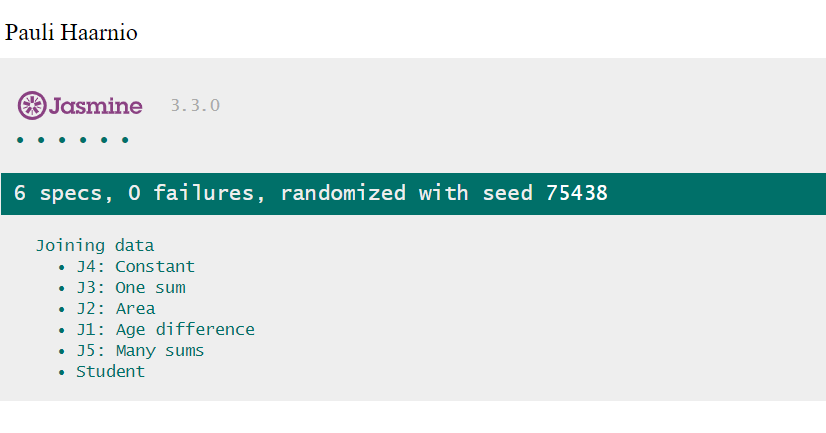 Pauli Haarnio
Jasmine 3.3.0
• • • • • •
6 specs, 0 failures, randomized with seed 75438
Joining data
• J4: Constant
• J3: One sum
• J2: Area
• J1: Age difference
• J5: Many sums
• Student